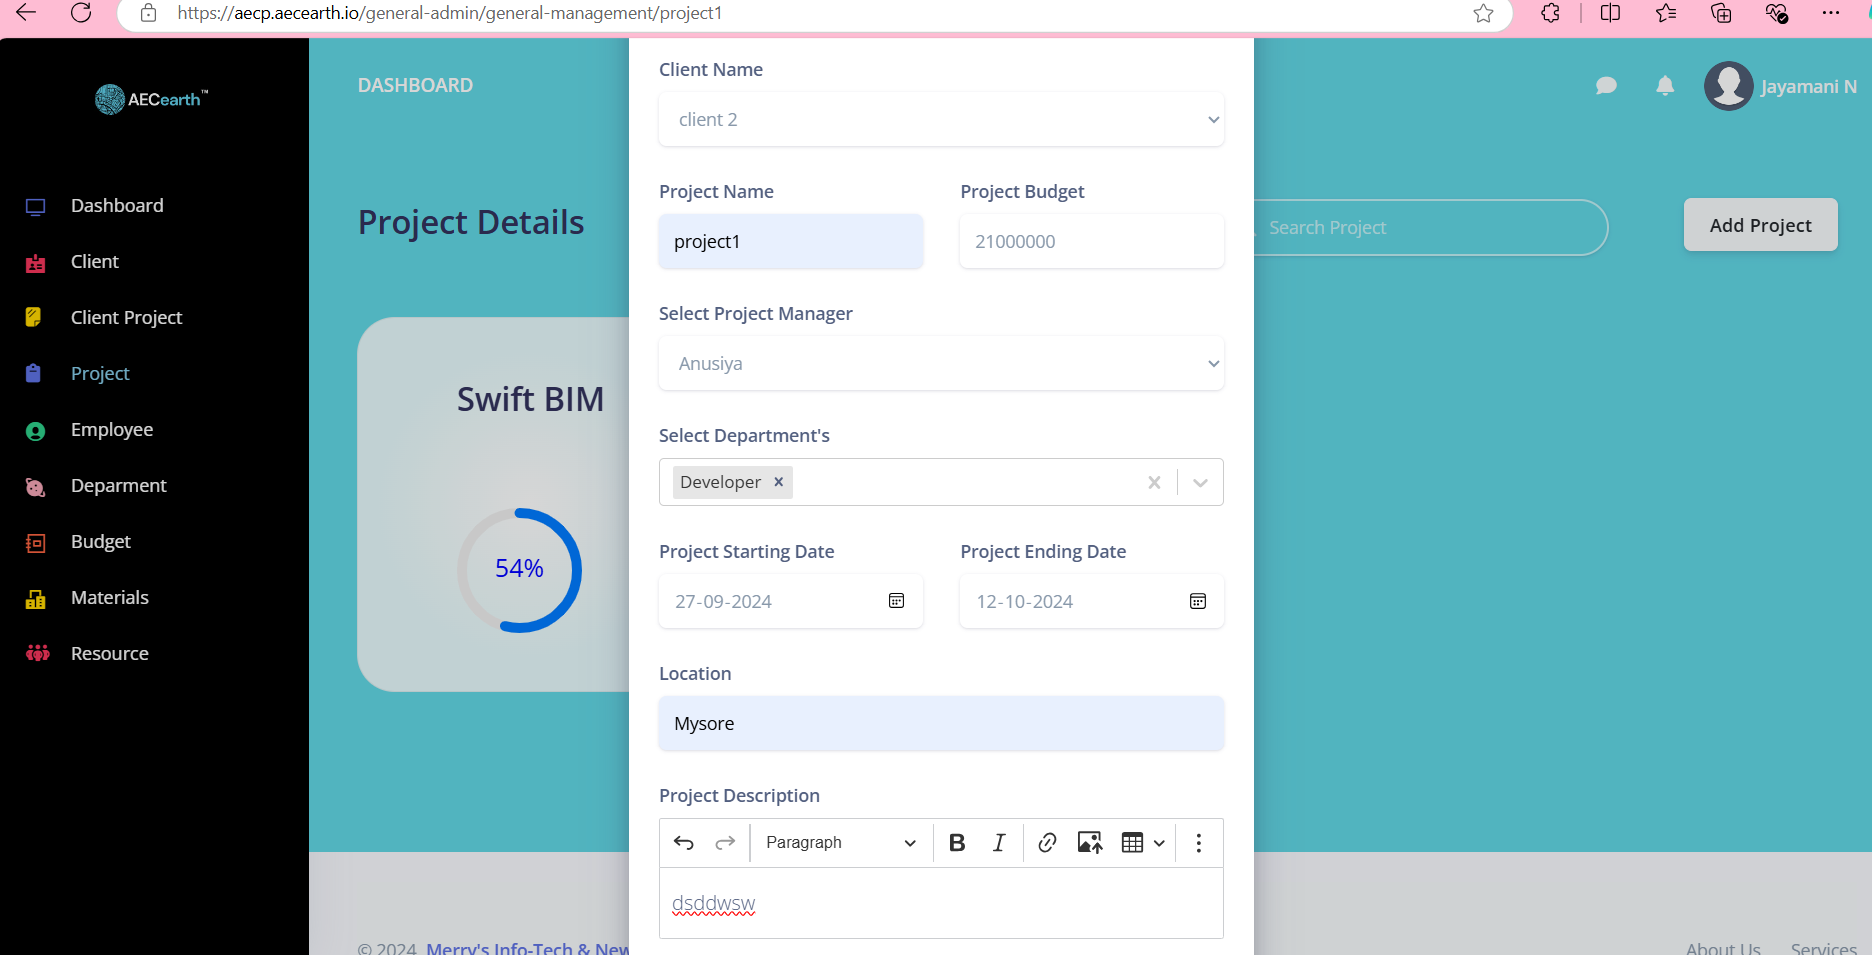 https://aecp.aecearth.io/general-admin/general-management/project1
AECearth™
DASHBOARD
Jayamani N
Dashboard
Client
Client Project
Project
Employee
Deparment
Budget
Materials
Resource
Project Details
Search Project
Add Project
Swift BIM
54%
Client Name
client 2
Project Name
Project Budget
project1
21000000
Select Project Manager
Anusiya
Select Department's
Developer
Project Starting Date
Project Ending Date
27-09-2024
12-10-2024
Location
Mysore
Project Description
Paragraph
B I
dsddwsw
© 2024 Merry's Info-Tech & New
About Us
Services